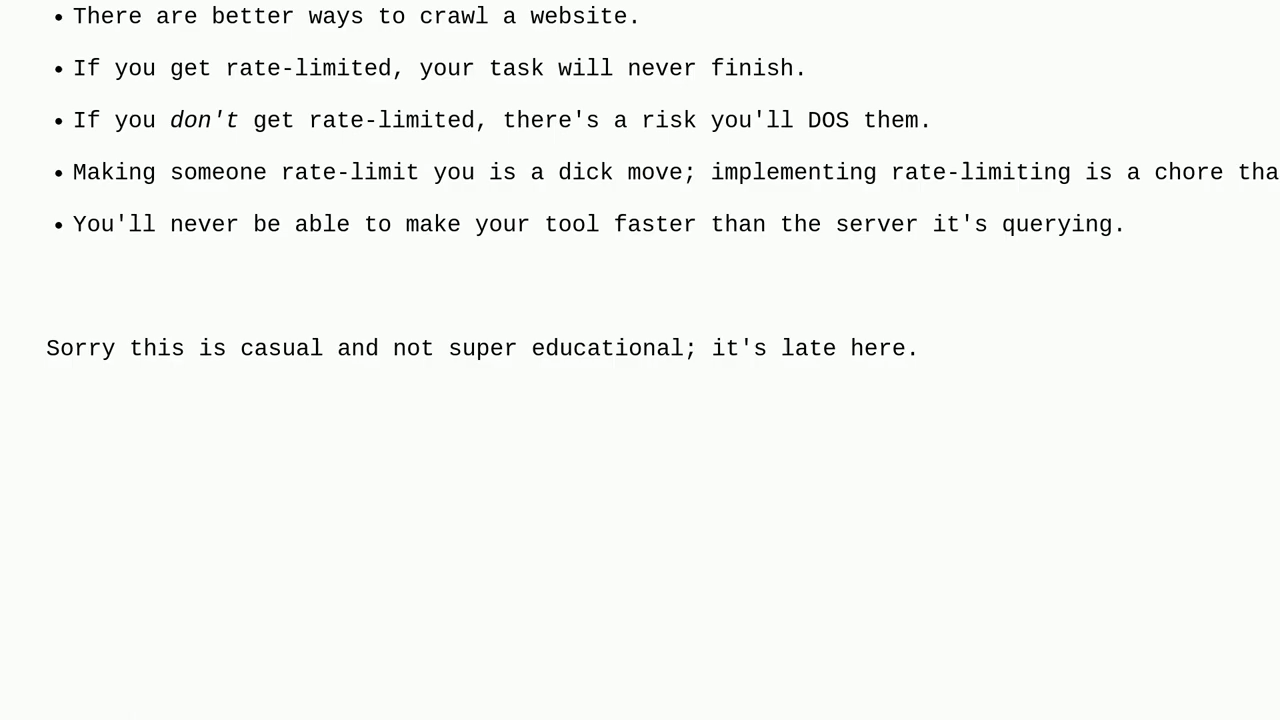 • There are better ways to crawl a website.
• If you get rate-limited, your task will never finish.
• If you don't get rate-limited, there's a risk you'll DOS them.
• Making someone rate-limit you is a dick move; implementing rate-limiting is a chore tha
• You'll never be able to make your tool faster than the server it's querying.
Sorry this is casual and not super educational; it's late here.